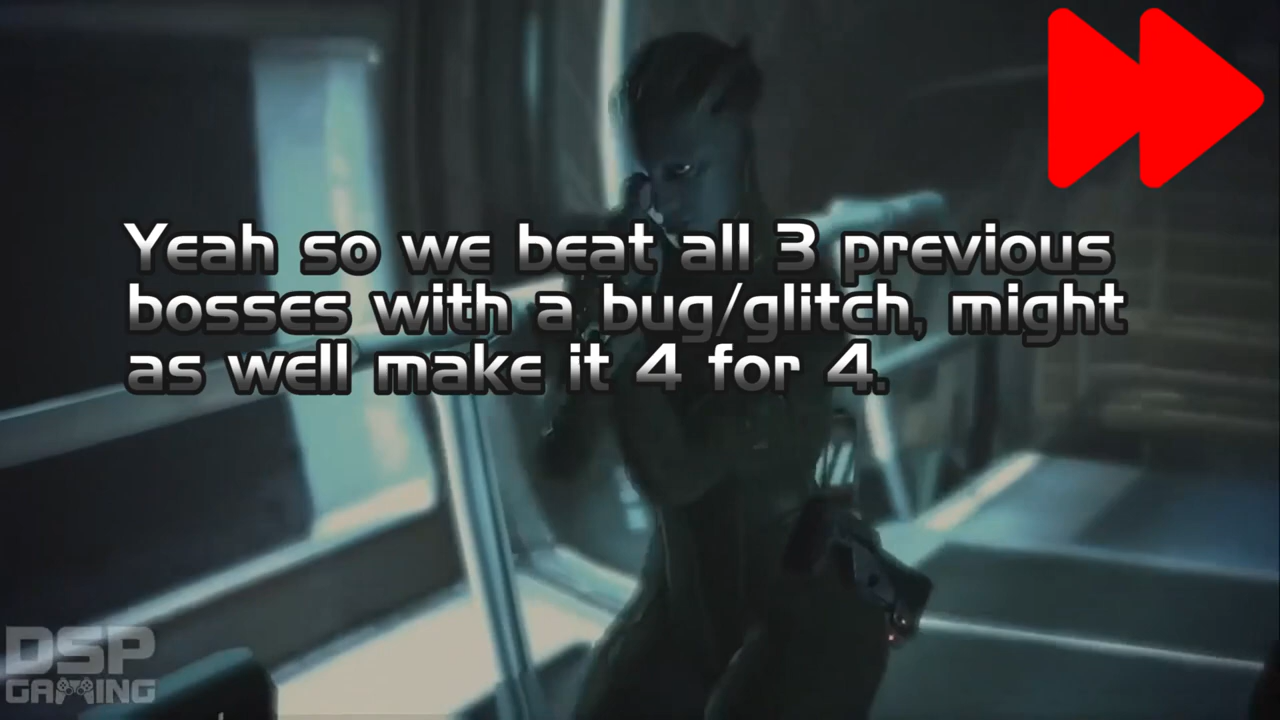 Yeah so we beat all 3 previous
bosses with a bug/glitch, might
as well make it 4 for 4.
DSP
GAMING